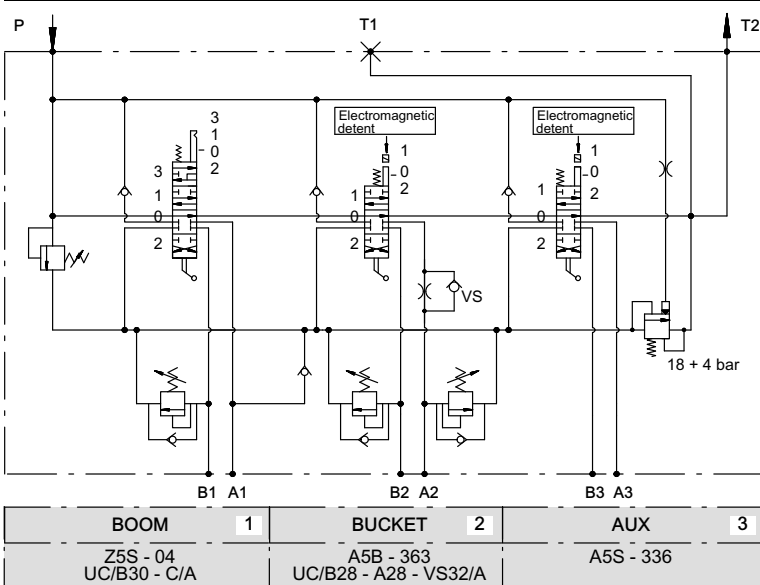 P T1 T2
Electromagnetic detent
Electromagnetic detent
3
1
0
2
3
1
0
2
1
0
2
1
0
2
1
0
2
1
0
2
VS
18 + 4 bar
B1 A1 B2 A2 B3 A3
BOOM 1 BUCKET 2 AUX 3
Z5S - 04 A5B - 363 A5S - 336
UC/B30 - C/A UC/B28 - A28 - VS32/A